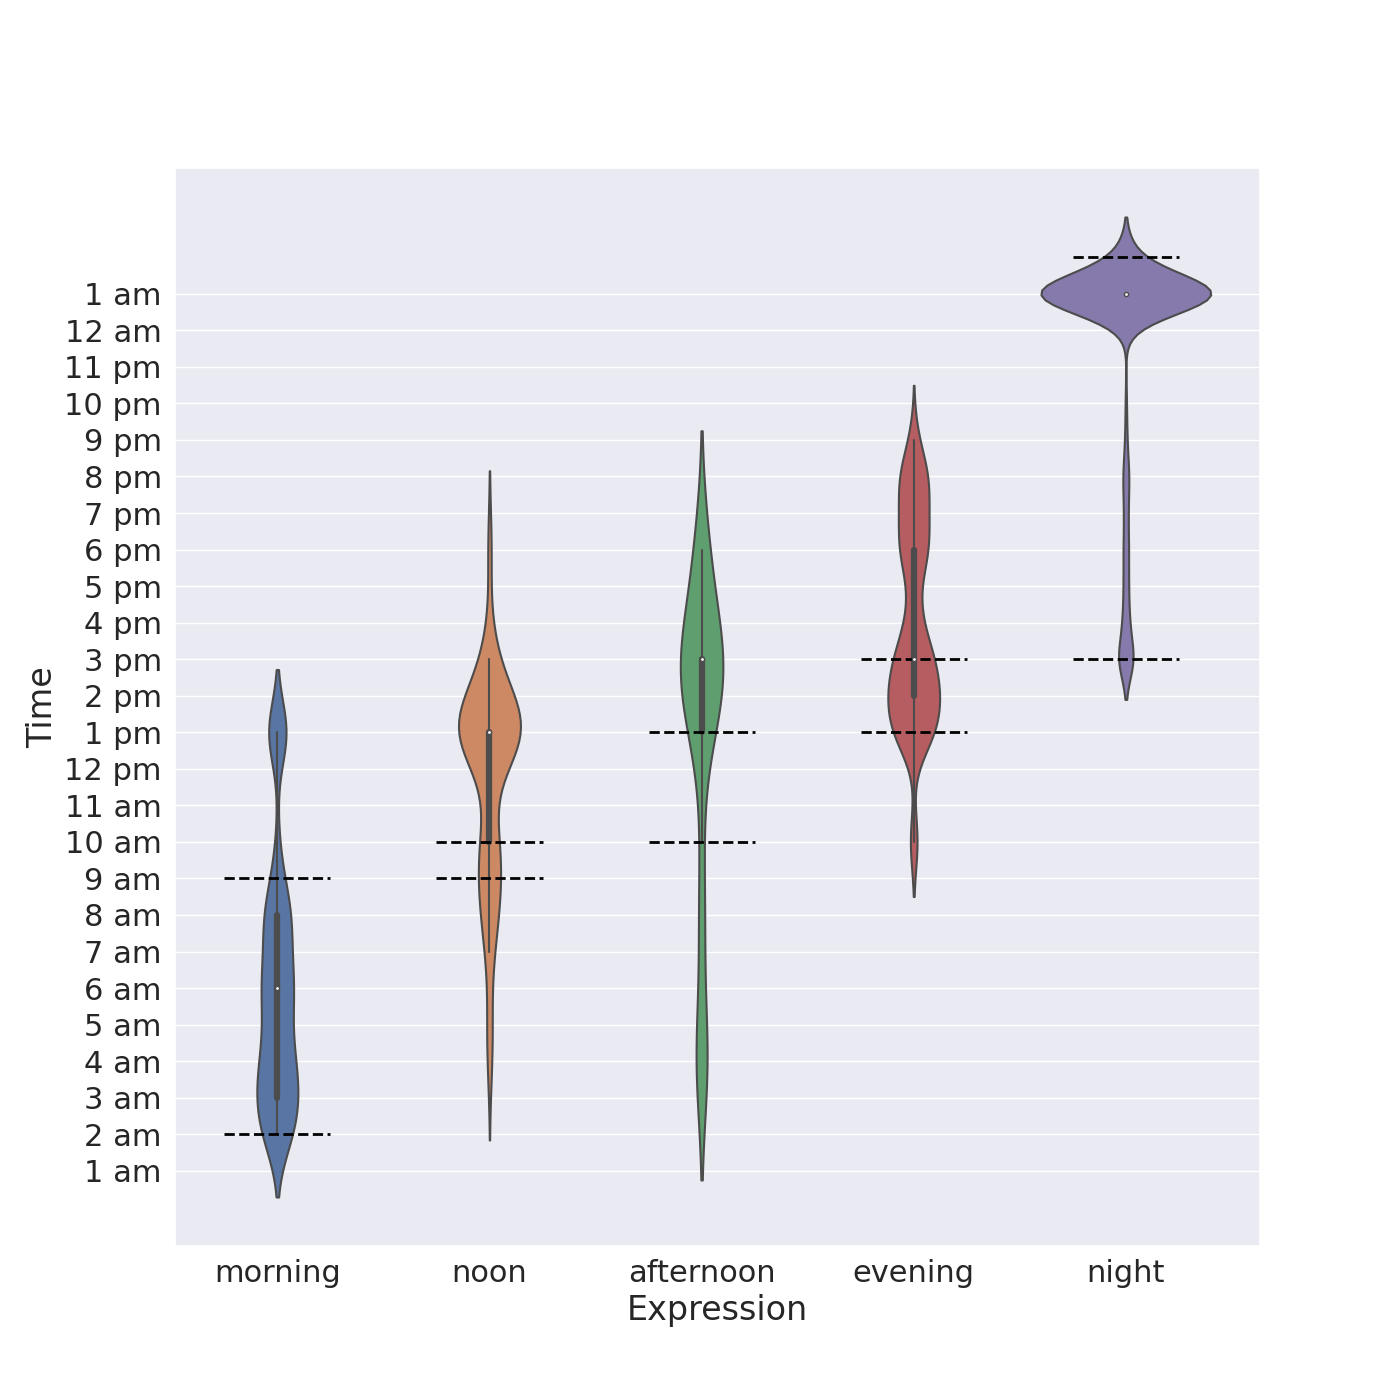 1 am
12 am
11 pm
10 pm
9 pm
8 pm
7 pm
6 pm
5 pm
4 pm
3 pm
2 pm
1 pm
12 pm
11 am
10 am
9 am
8 am
7 am
6 am
5 am
4 am
3 am
2 am
1 am
Time
morning noon afternoon evening night
Expression